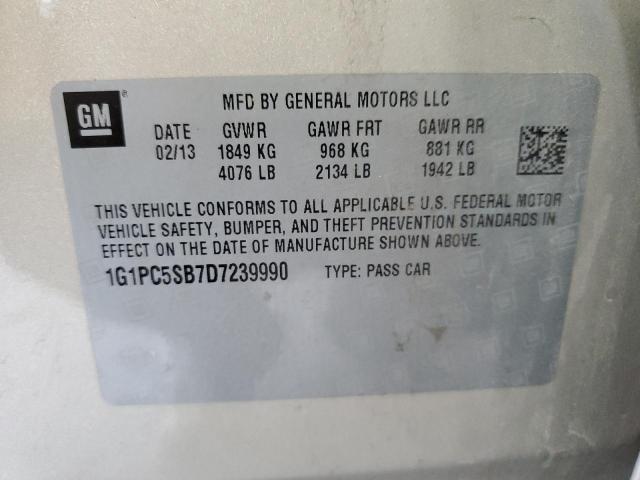 GM®
MFD BY GENERAL MOTORS LLC
DATE GVWR GAWR FRT GAWR RR
02/13 1849 KG 968 KG 881 KG
4076 LB 2134 LB 1942 LB
THIS VEHICLE CONFORMS TO ALL APPLICABLE U.S. FEDERAL MOTOR
VEHICLE SAFETY, BUMPER, AND THEFT PREVENTION STANDARDS IN
EFFECT ON THE DATE OF MANUFACTURE SHOWN ABOVE.
1G1PC5SB7D7239990 TYPE: PASS CAR